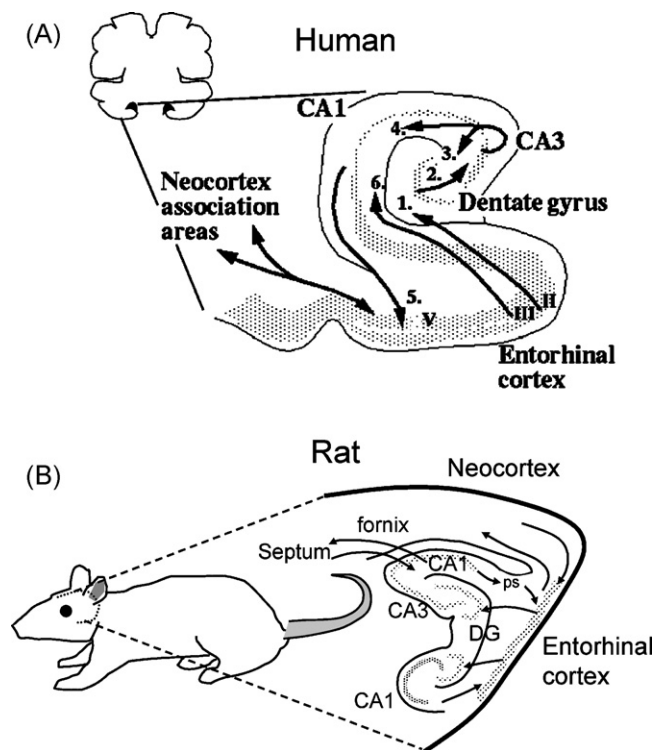 (A)
Human
CA1
4.
CA3
3.
2.
6.
Neocortex
association
areas
1.
Dentate gyrus
5.
V
III
II
Entorhinal
cortex
Rat
(B)
Neocortex
fornix
Septum
CA1
ps
CA3
DG
Entorhinal
cortex
CA1